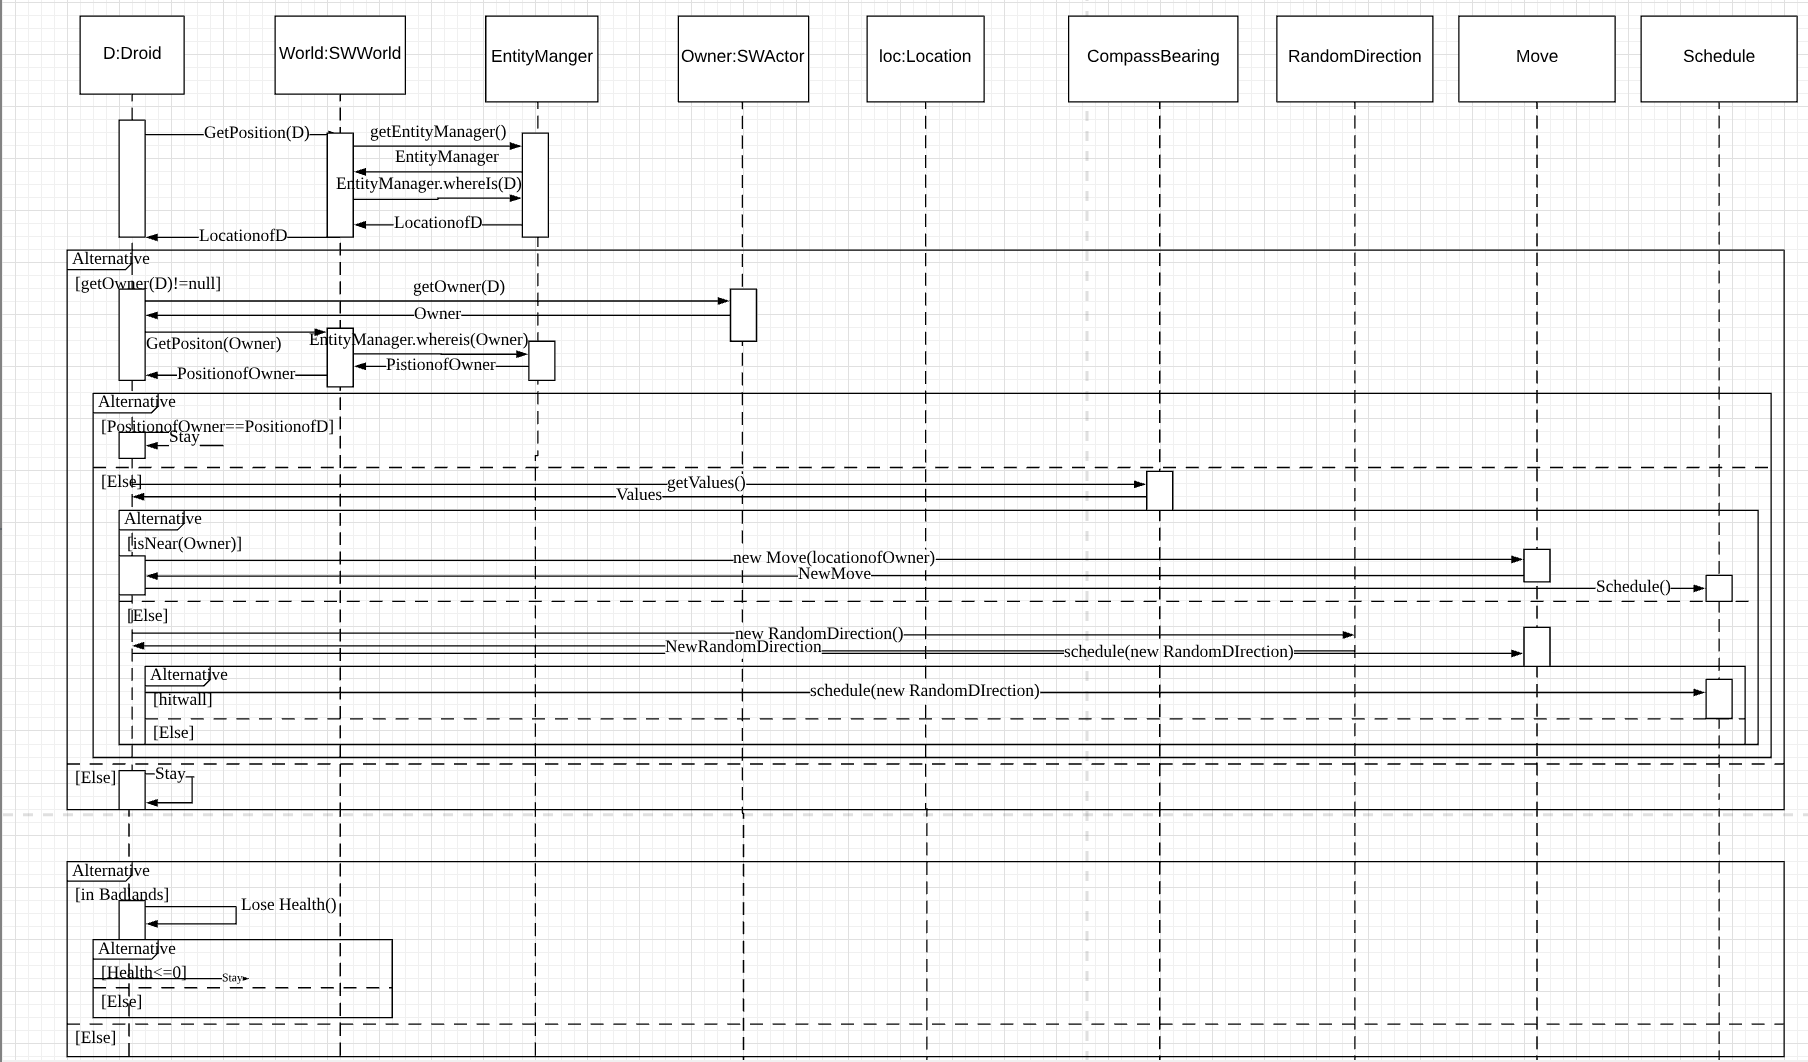 D:Droid
World:SWWorld
EntityManger
Owner:SWActor
loc:Location
CompassBearing
RandomDirection
Move
Schedule
GetPosition(D)
getEntityManager()
EntityManager
EntityManager.whereIs(D)
LocationofD
LocationofD
Alternative
[getOwner(D)!=null]
getOwner(D)
Owner
GetPositon(Owner)
EntityManager.whereis(Owner)
PistionofOwner
PositionofOwner
Alternative
[PositionofOwner==PositionofD]
Stay
[Else]
getValues()
Values
Alternative
[isNear(Owner)]
new Move(locationofOwner)
NewMove
Schedule()
[Else]
new RandomDirection()
NewRandomDirection
schedule(new RandomDIrection)
Alternative
schedule(new RandomDIrection)
[hitwall]
[Else]
[Else]
Stay
Alternative
[in Badlands]
Lose Health()
Alternative
[Health<=0]
Stay
[Else]
[Else]